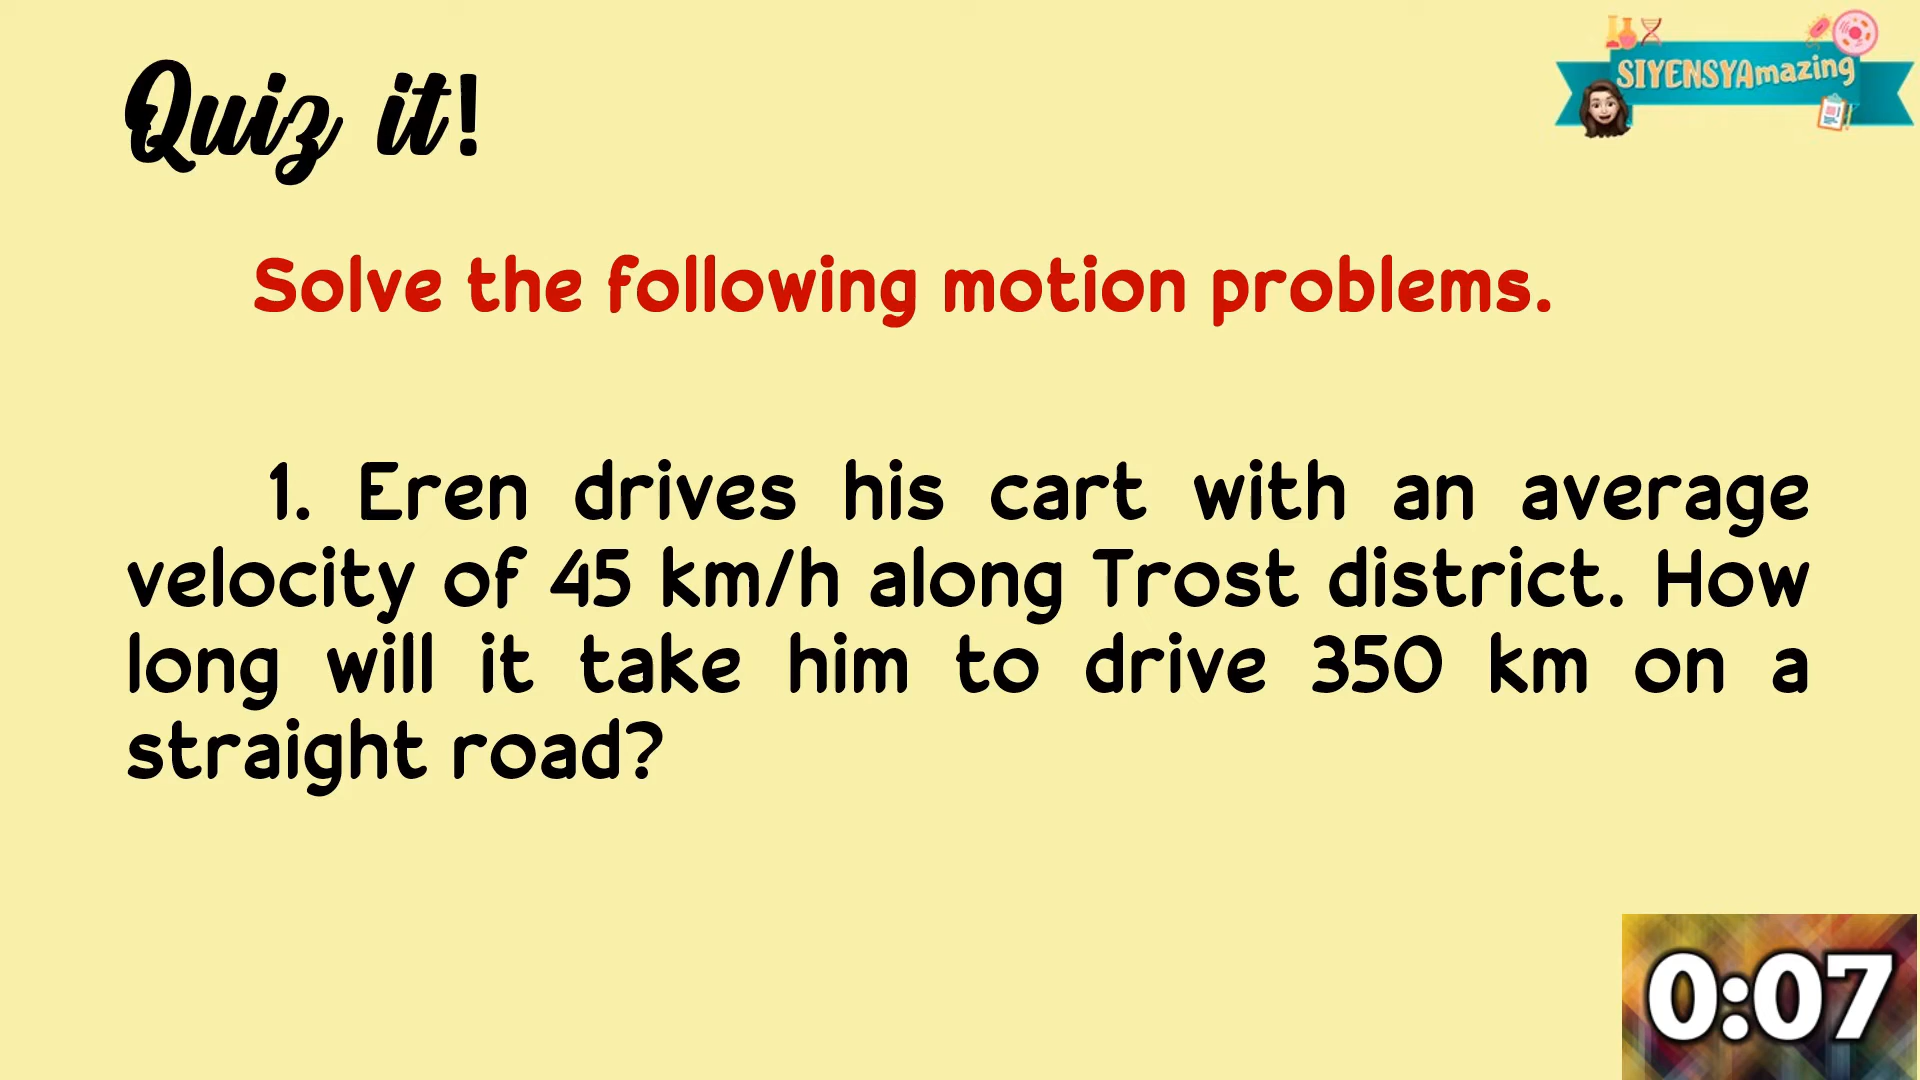 Quiz it!
SIYENSYAmazing
Solve the following motion problems.
1. Eren drives his cart with an average
velocity of 45 km/h along Trost district. How
long will it take him to drive 350 km on a
straight road?
0:07